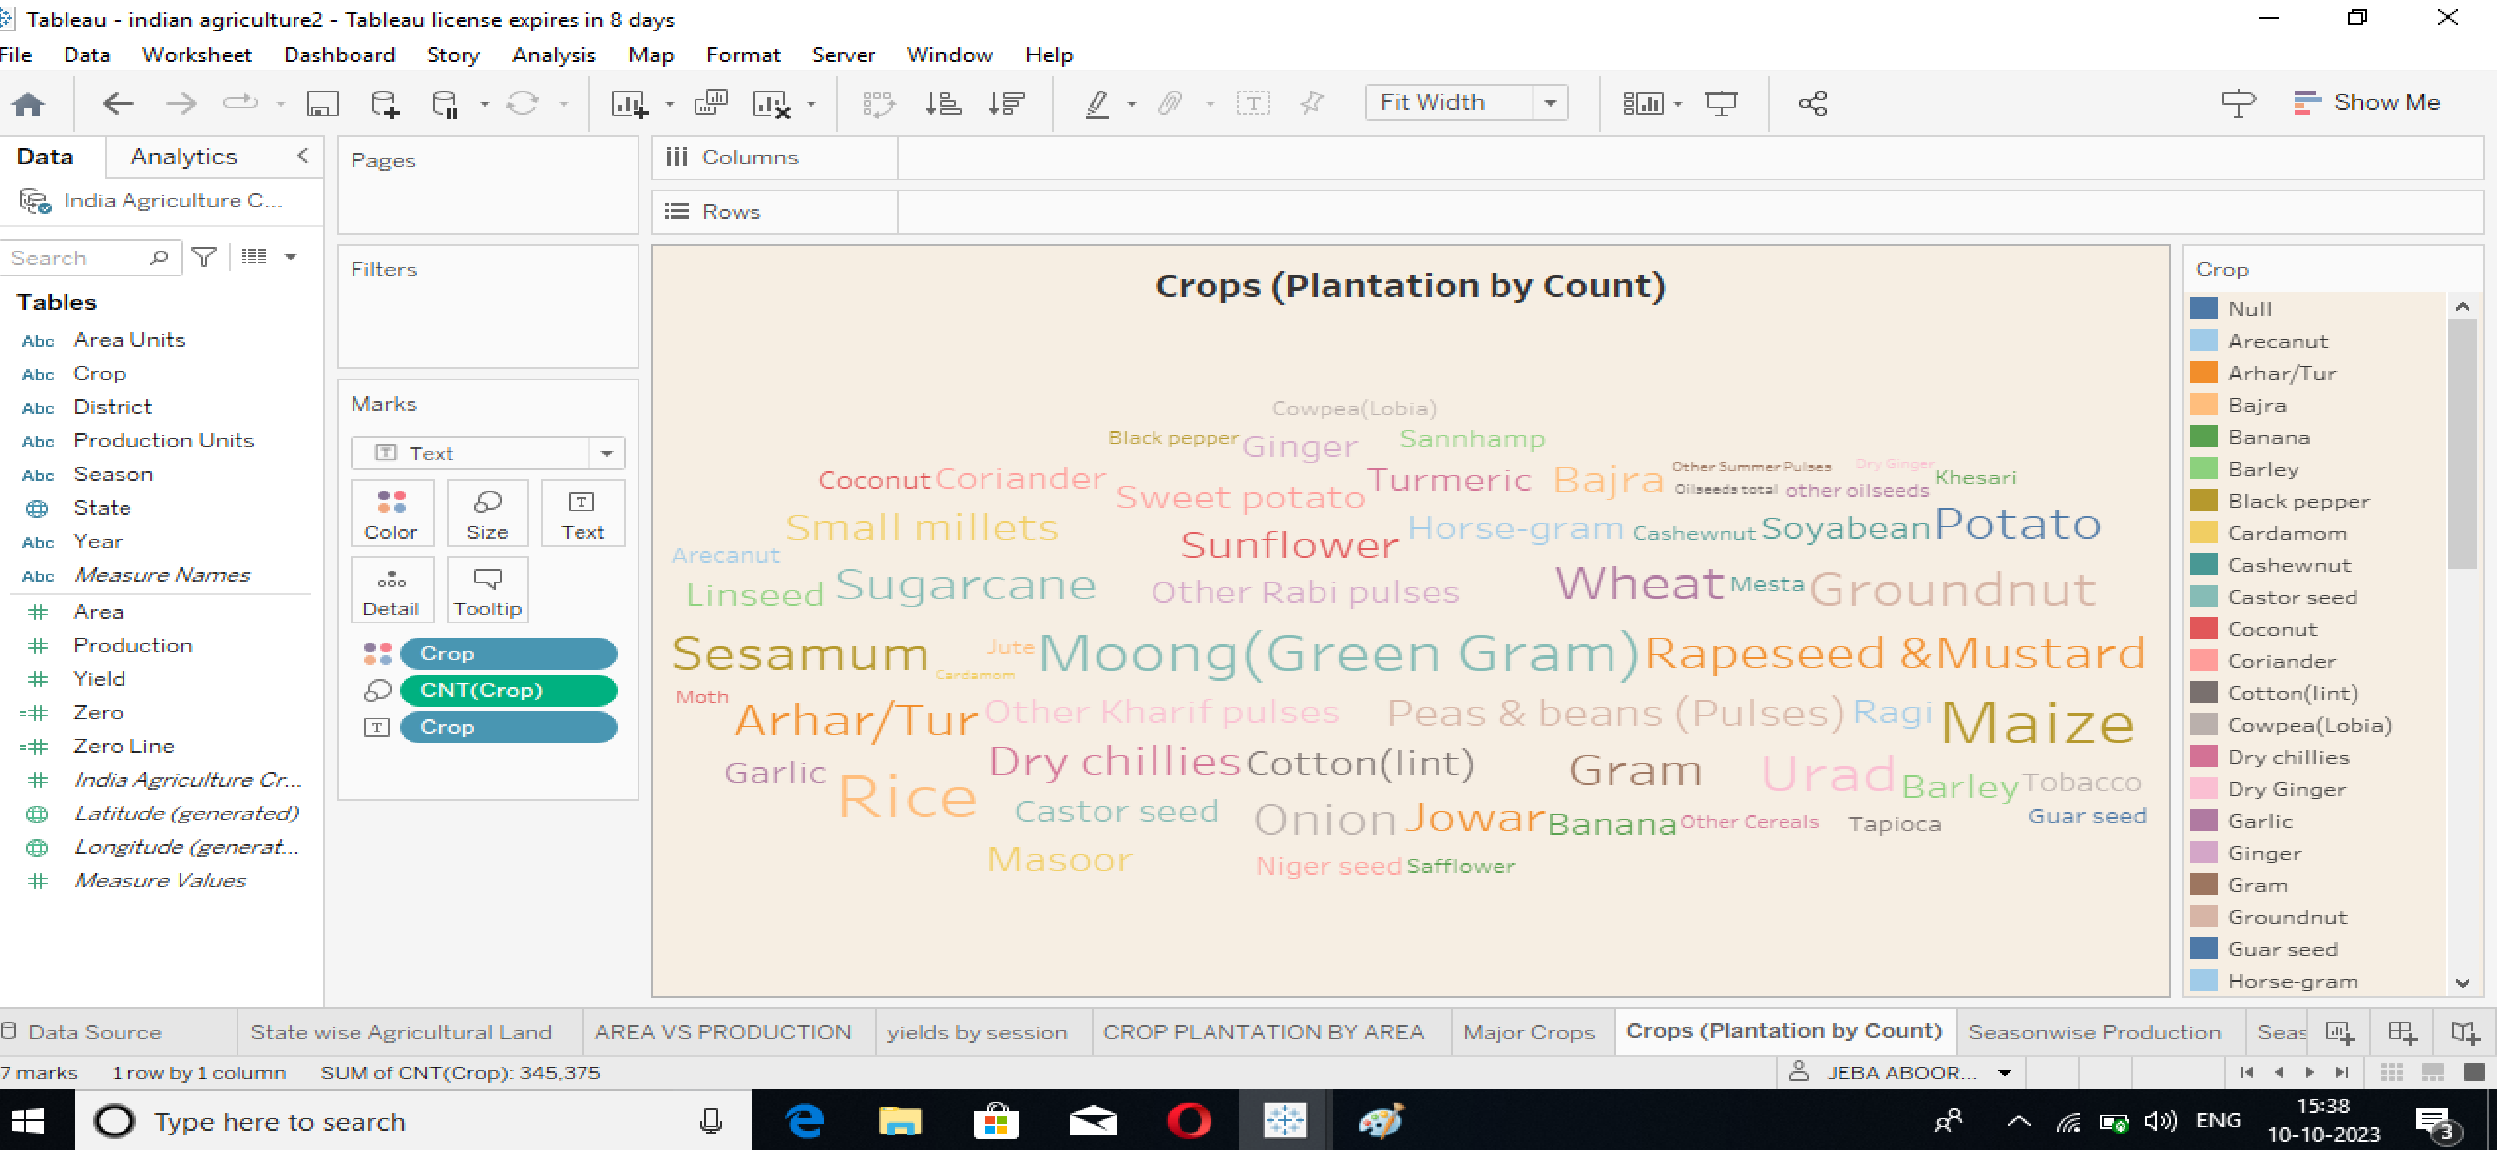 Tableau - indian agriculture2 - Tableau license expires in 8 days
File Data Worksheet Dashboard Story Analysis Map Format Server Window Help
Fit Width
Show Me
Data Analytics
India Agriculture C...
Search
Tables
Abc Area Units
Abc Crop
Abc District
Abc Production Units
Abc Season
State
Abc Year
Abc Measure Names
# Area
# Production
# Yield
=# Zero
=# Zero Line
# India Agriculture Cr...
Latitude (generated)
Longitude (generat...
# Measure Values
Pages
Filters
Marks
T Text
Color Size Text
Detail Tooltip
Crop
CNT(Crop)
T Crop
Columns
Rows
Crops (Plantation by Count)
Cowpea(Lobia)
Black pepper Ginger Sannhamp
Coconut Coriander Sweet potato Turmeric Bajra Other Summer Pulses Dry Ginger Khesari
Oilseeds total other oilseeds
Small millets Sunflower Horse-gram Cashewnut Soyabean Potato
Arecanut
Linseed Sugarcane Other Rabi pulses Wheat Mesta Groundnut
Sesamum Cardamom Jute Moong(Green Gram) Rapeseed &Mustard
Moth Arhar/Tur Other Kharif pulses Peas & beans (Pulses) Ragi Maize
Garlic Rice Dry chillies Cotton(lint) Gram Urad Barley Tobacco
Castor seed Onion Jowar Banana Other Cereals Tapioca Guar seed
Masoor Niger seed Safflower
Crop
Null
Arecanut
Arhar/Tur
Bajra
Banana
Barley
Black pepper
Cardamom
Cashewnut
Castor seed
Coconut
Coriander
Cotton(lint)
Cowpea(Lobia)
Dry chillies
Dry Ginger
Garlic
Ginger
Gram
Groundnut
Guar seed
Horse-gram
Data Source State wise Agricultural Land AREA VS PRODUCTION yields by session CROP PLANTATION BY AREA Major Crops Crops (Plantation by Count) Seasonwise Production Seas
7 marks 1 row by 1 column SUM of CNT(Crop): 345,375 JEBA ABOOR...
Type here to search ENG 15:38
10-10-2023 3